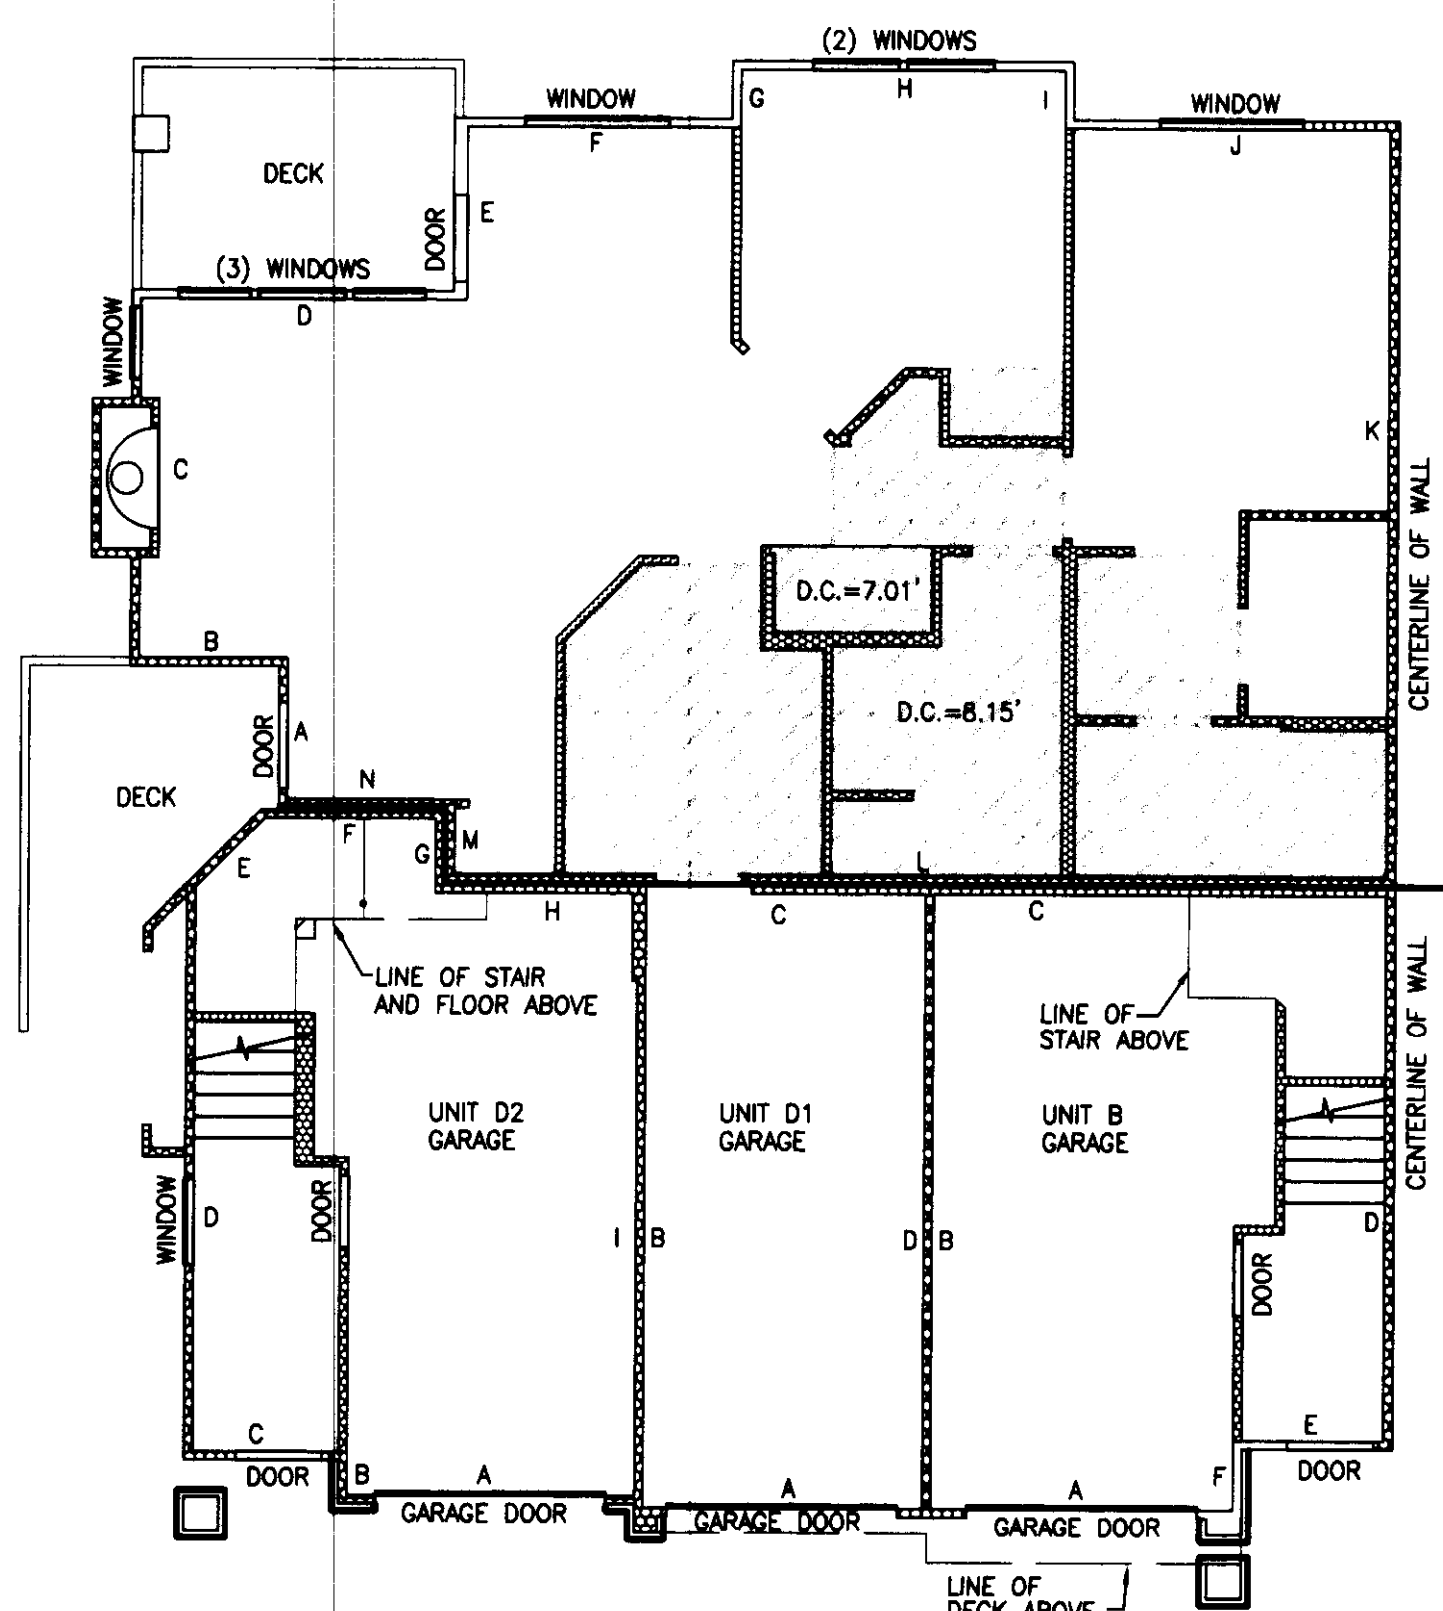 (2) WINDOWS
G
H
I
WINDOW
F
WINDOW
J
DECK
DOOR
E
(3) WINDOWS
D
WINDOW
C
K
CENTERLINE OF WALL
D.C.=7.01'
D.C.=8.15'
B
DOOR
A
DECK
N
F
G
M
E
L
H
C
C
LINE OF STAIR
AND FLOOR ABOVE
LINE OF
STAIR ABOVE
CENTERLINE OF WALL
UNIT D2
GARAGE
UNIT D1
GARAGE
UNIT B
GARAGE
WINDOW
D
DOOR
I
B
D
B
D
DOOR
C
DOOR
B
A
GARAGE DOOR
A
GARAGE DOOR
A
GARAGE DOOR
F
E
DOOR
LINE OF
DECK ABOVE